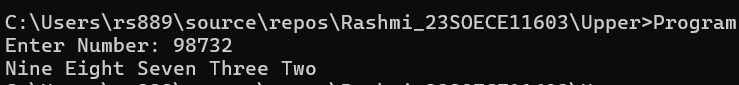 C:\Users\rs889\source\repos\Rashmi_23SOECE11603\Upper>Program
Enter Number: 98732
Nine Eight Seven Three Two